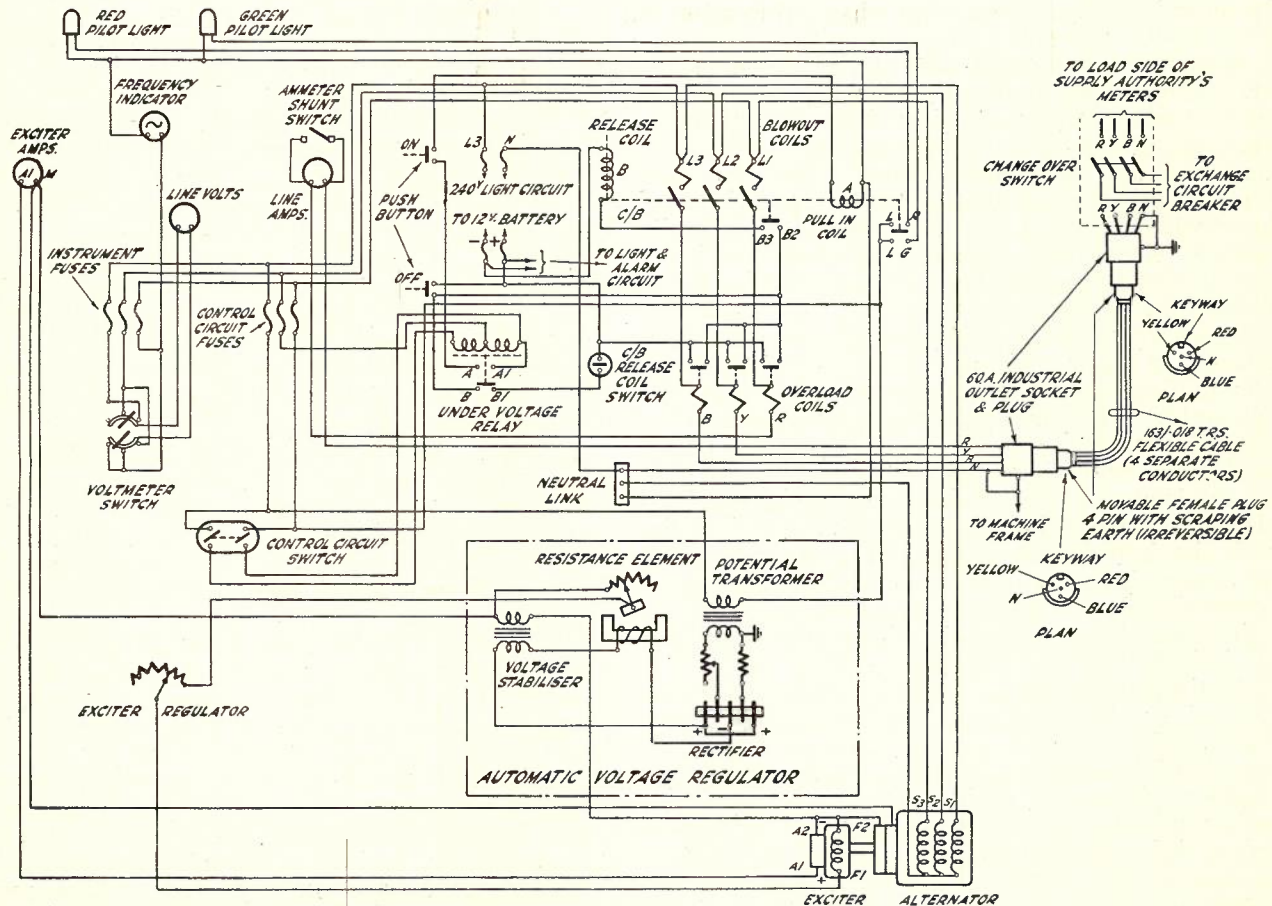 RED
PILOT LIGHT
GREEN
PILOT LIGHT
FREQUENCY
INDICATOR
AMMETER
SHUNT
SWITCH
EXCITER
AMPS.
A1
M
LINE VOLTS
LINE
AMPS.
ON
PUSH
BUTTON
OFF
L3
N
240V LIGHT CIRCUIT
TO 12V. BATTERY
- +
TO LIGHT &
ALARM
CIRCUIT
RELEASE
COIL
B
C/B
L3
L2
L1
BLOWOUT
COILS
A
PULL IN
COIL
B3
B2
L
R
L
G
TO LOAD SIDE OF
SUPPLY AUTHORITY'S
METERS
R Y B N
CHANGE OVER
SWITCH
TO
EXCHANGE
CIRCUIT
BREAKER
R Y B N
INSTRUMENT
FUSES
CONTROL
CIRCUIT
FUSES
A
A1
B
B1
UNDER VOLTAGE
RELAY
C/B
RELEASE
COIL
SWITCH
OVERLOAD
COILS
B
Y
R
KEYWAY
YELLOW
RED
N
BLUE
PLAN
60A. INDUSTRIAL
OUTLET SOCKET
& PLUG
163/·018 T.R.S.
FLEXIBLE CABLE
(4 SEPARATE
CONDUCTORS)
R
Y
B
N
VOLTMETER
SWITCH
NEUTRAL
LINK
TO MACHINE
FRAME
MOVABLE FEMALE PLUG
4 PIN WITH SCRAPING
EARTH (IRREVERSIBLE)
KEYWAY
YELLOW
RED
N
BLUE
PLAN
CONTROL CIRCUIT
SWITCH
RESISTANCE ELEMENT
POTENTIAL
TRANSFORMER
VOLTAGE
STABILISER
EXCITER REGULATOR
+ - +
RECTIFIER
AUTOMATIC VOLTAGE REGULATOR
S3 S2 S1
A2
-
F2
A1
+
F1
EXCITER
ALTERNATOR